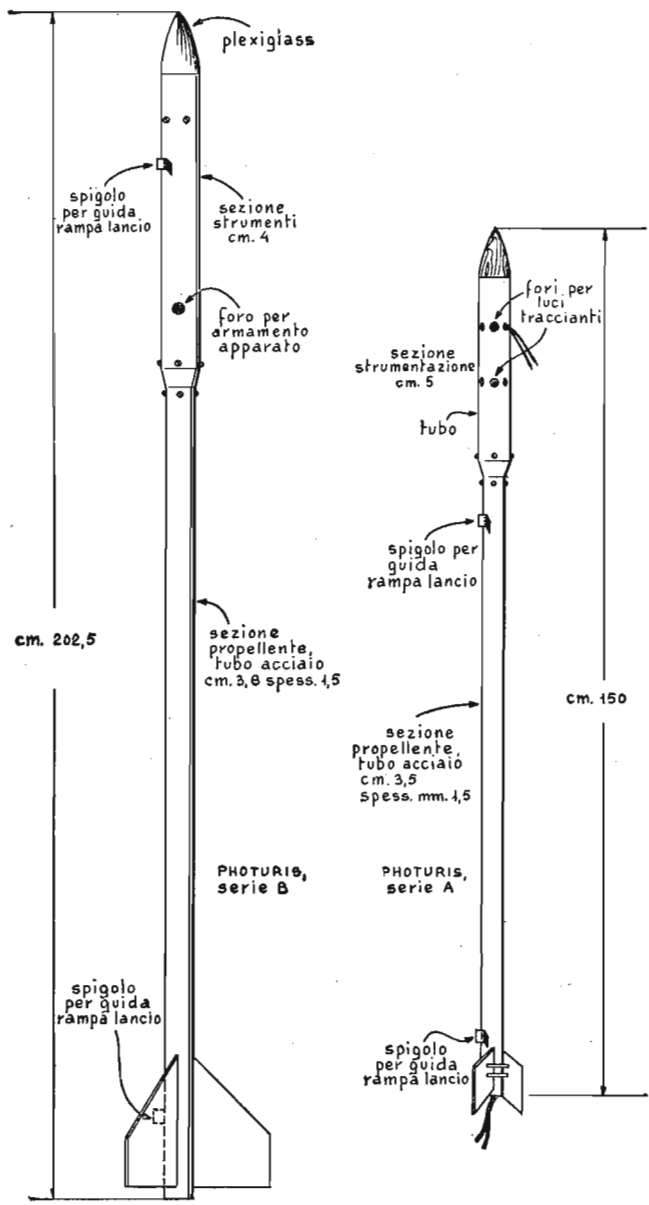 plexiglass
spigolo
per guida
rampa lancio
sezione
strumenti
cm. 4
foro per
armamento
apparato
cm. 202,5
sezione
propellente,
tubo acciaio
cm. 3,8 spess. 1,5
PHOTURIS,
serie B
spigolo
per guida
rampa lancio
fori per
luci
traccianti
sezione
strumentazione
cm. 5
tubo
spigolo per
guida
rampa lancio
cm. 150
sezione
propellente,
tubo acciaio
cm. 3,5
spess. mm. 1,5
PHOTURIS,
serie A
spigolo
per guida
rampa lancio